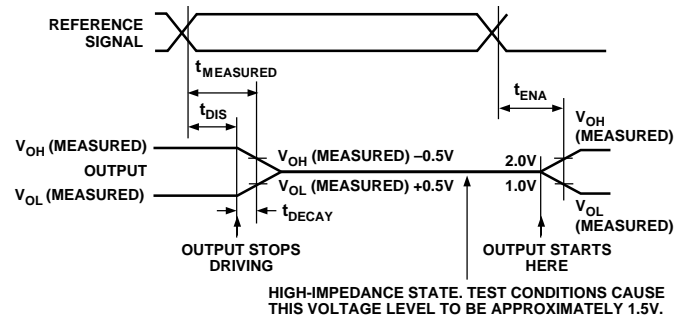 REFERENCE
SIGNAL
tMEASURED
tDIS
tENA
VOH (MEASURED)
OUTPUT
VOL (MEASURED)
VOH (MEASURED) –0.5V
VOL (MEASURED) +0.5V
tDECAY
2.0V
1.0V
VOH
(MEASURED)
VOL
(MEASURED)
OUTPUT STOPS
DRIVING
OUTPUT STARTS
HERE
HIGH-IMPEDANCE STATE. TEST CONDITIONS CAUSE
THIS VOLTAGE LEVEL TO BE APPROXIMATELY 1.5V.